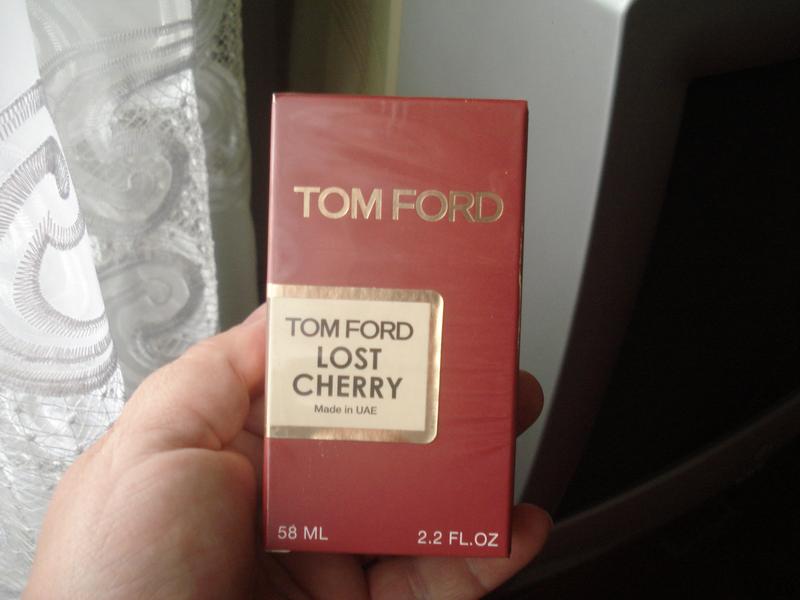 TOM FORD
TOM FORD
LOST
CHERRY
Made in UAE
58 ML 2.2 FL.OZ